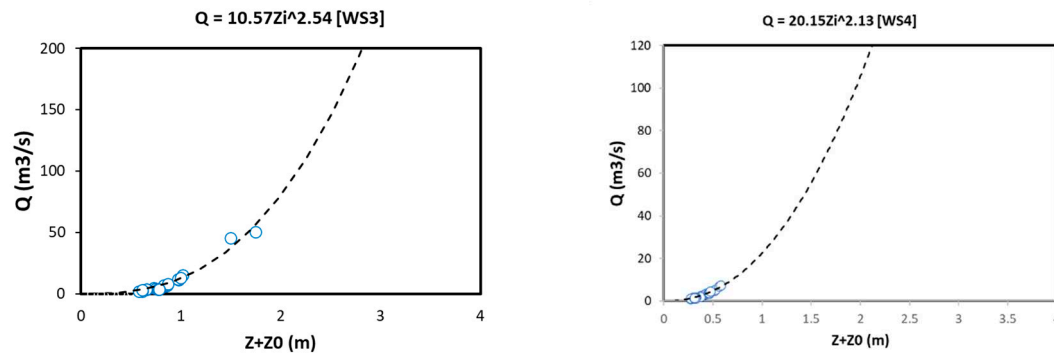 Q = 10.57Zi^2.54 [WS3]
200
150
100
50
0
Q (m3/s)
0 1 2 3 4
Z+Z0 (m)
Q = 20.15Zi^2.13 [WS4]
120
100
80
60
40
20
0
Q (m3/s)
0 0.5 1 1.5 2 2.5 3 3.5 4
Z+Z0 (m)